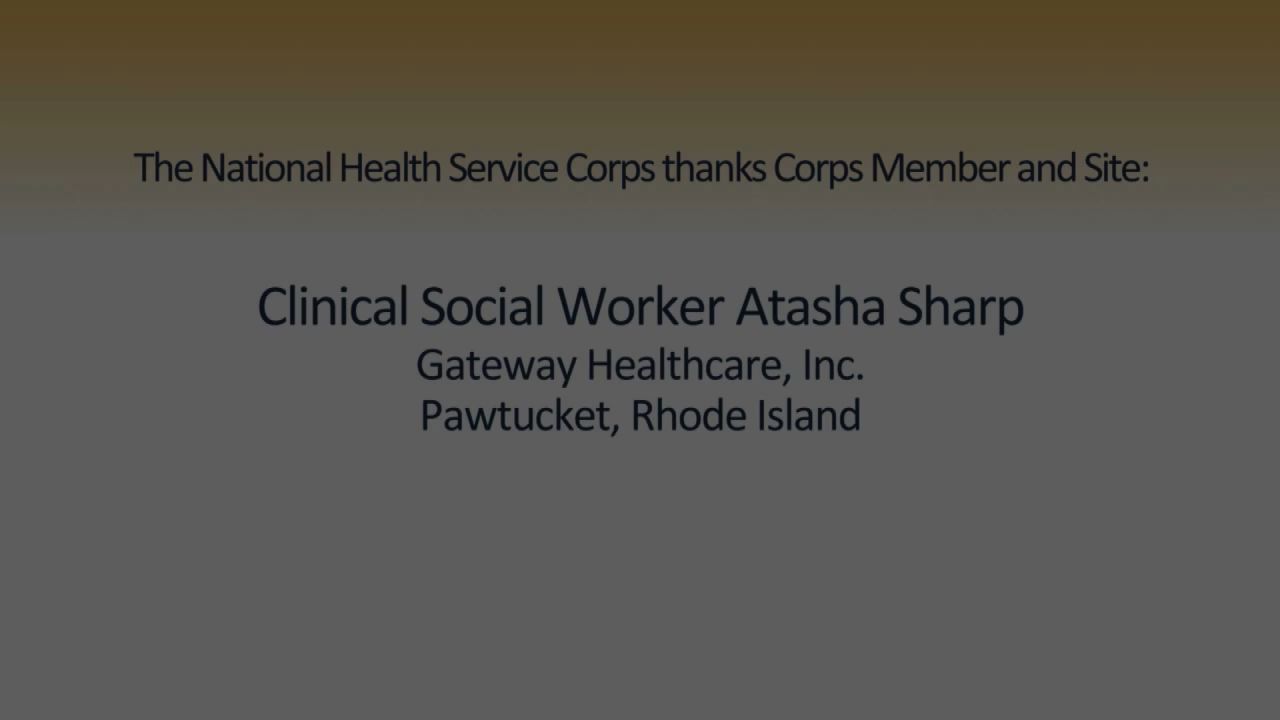 The National Health Service Corps thanks Corps Member and Site:
Clinical Social Worker Atasha Sharp
Gateway Healthcare, Inc.
Pawtucket, Rhode Island